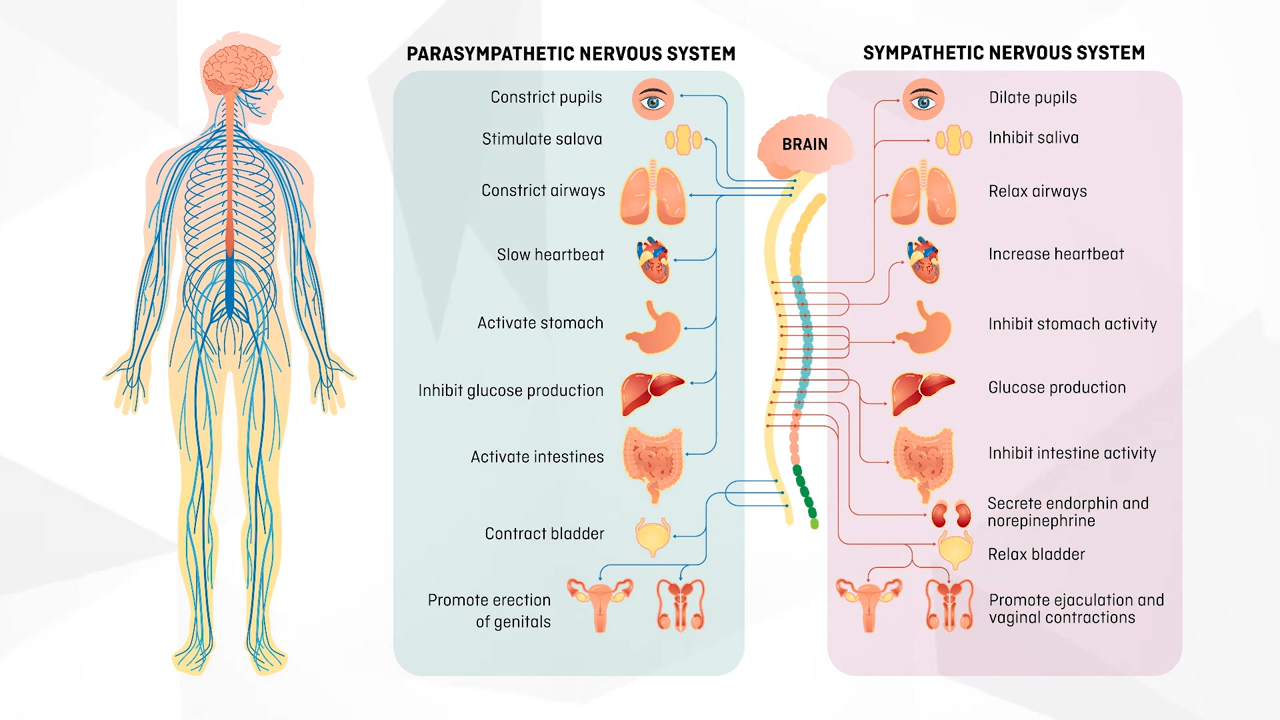 PARASYMPATHETIC NERVOUS SYSTEM
Constrict pupils
Stimulate salava
Constrict airways
Slow heartbeat
Activate stomach
Inhibit glucose production
Activate intestines
Contract bladder
Promote erection
of genitals
BRAIN
SYMPATHETIC NERVOUS SYSTEM
Dilate pupils
Inhibit saliva
Relax airways
Increase heartbeat
Inhibit stomach activity
Glucose production
Inhibit intestine activity
Secrete endorphin and
norepinephrine
Relax bladder
Promote ejaculation and
vaginal contractions